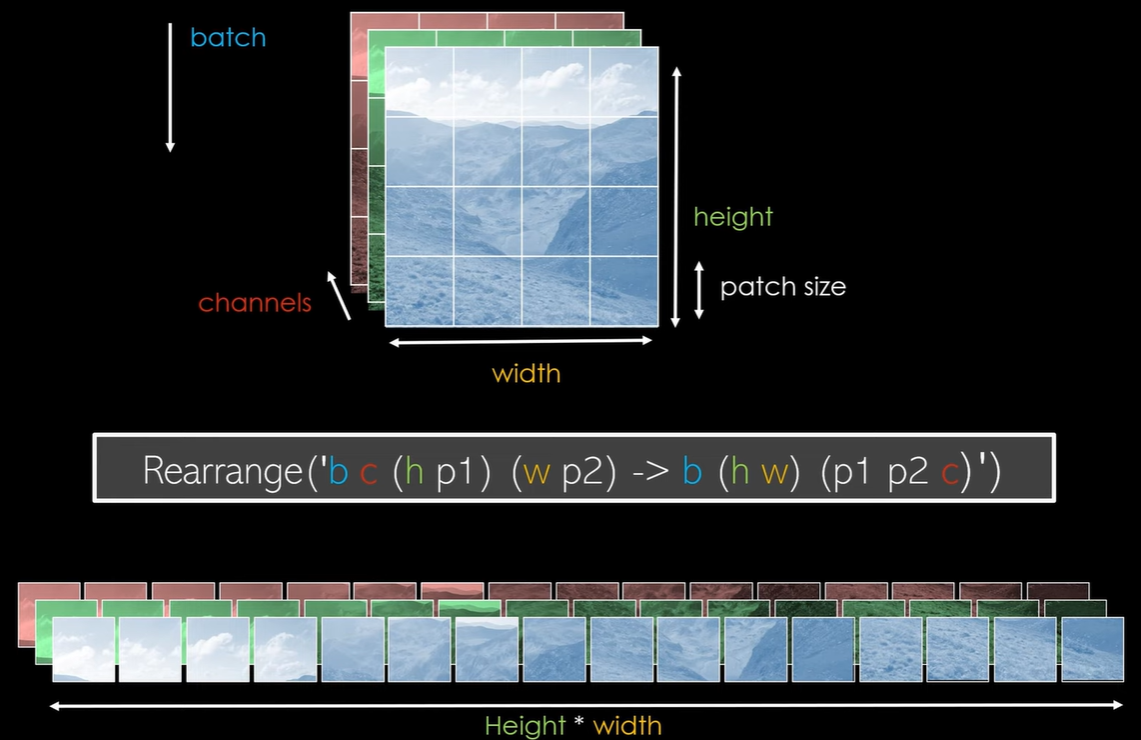 batch
height
patch size
channels
width
Rearrange('b c (h p1) (w p2) -> b (h w) (p1 p2 c)')
Height * width